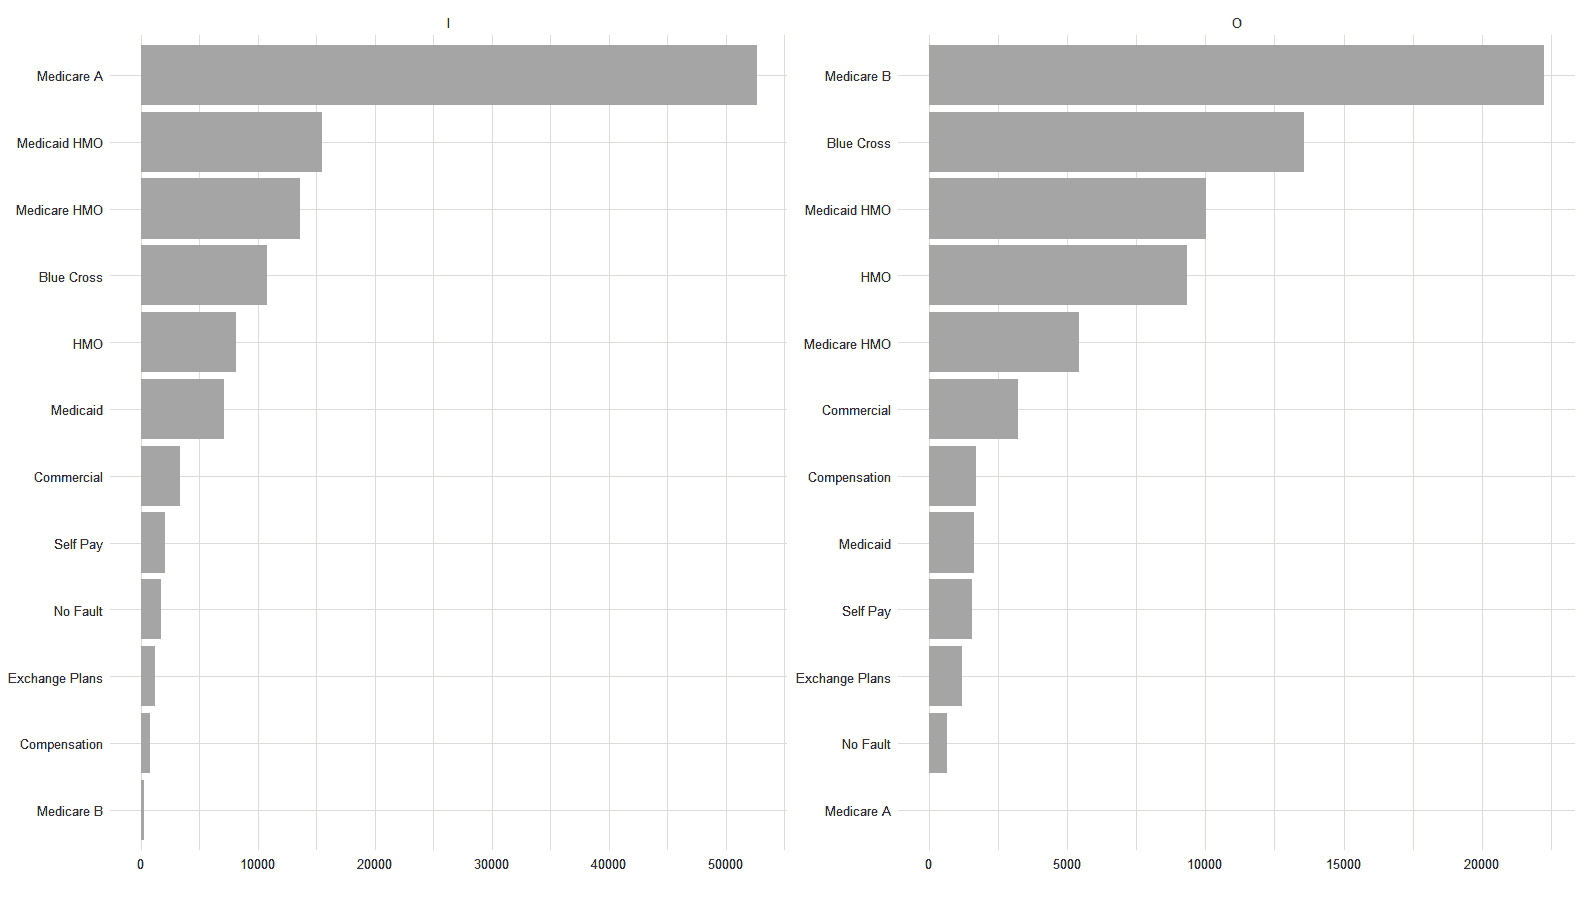 I
Medicare A
Medicaid HMO
Medicare HMO
Blue Cross
HMO
Medicaid
Commercial
Self Pay
No Fault
Exchange Plans
Compensation
Medicare B
0 10000 20000 30000 40000 50000
O
Medicare B
Blue Cross
Medicaid HMO
HMO
Medicare HMO
Commercial
Compensation
Medicaid
Self Pay
Exchange Plans
No Fault
Medicare A
0 5000 10000 15000 20000